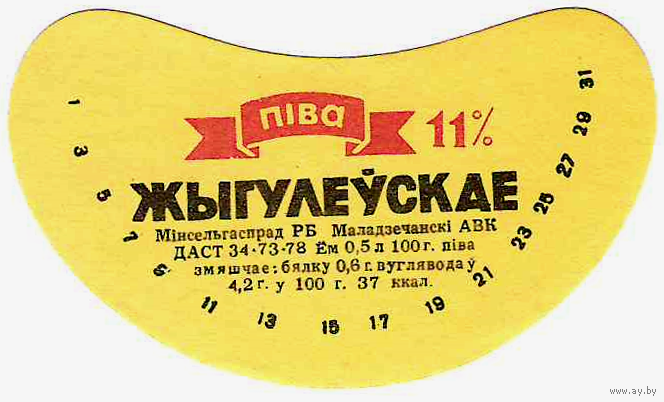 піва
11%
ЖЫГУЛЕЎСКАЕ
Мінсельгаспрад РБ Маладзечанскі АВК
ДАСТ 34·73-78 Ём 0,5 л 100 г. піва
змяшчае: бялку 0,6 г. вуглявода ў
4,2 г. у 100 г. 37 ккал.
1 3 5 7 9 11 13 15 17 19 21 23 25 27 29 31
www.ay.by